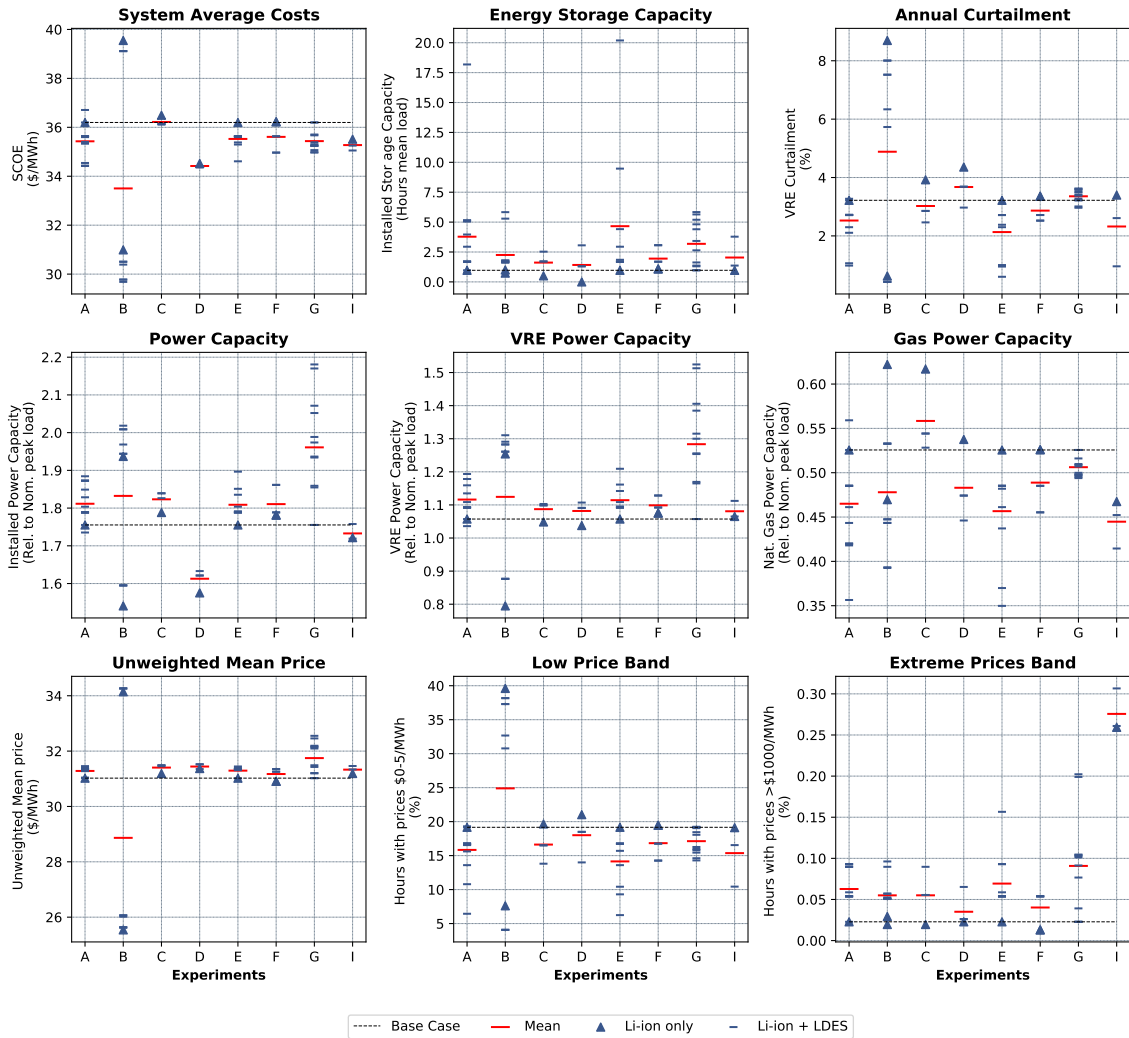 System Average Costs
SCOE
($/MWh)
40
38
36
34
32
30
A B C D E F G I
Energy Storage Capacity
Installed Stor age Capacity
(Hours mean load)
20.0
17.5
15.0
12.5
10.0
7.5
5.0
2.5
0.0
A B C D E F G I
Annual Curtailment
VRE Curtailment
(%)
8
6
4
2
A B C D E F G I
Power Capacity
Installed Power Capacity
(Rel. to Nom. peak load)
2.2
2.1
2.0
1.9
1.8
1.7
1.6
A B C D E F G I
VRE Power Capacity
VRE Power Capacity
(Rel. to Nom. peak load)
1.5
1.4
1.3
1.2
1.1
1.0
0.9
0.8
A B C D E F G I
Gas Power Capacity
Nat. Gas Power Capacity
(Rel. to Nom. peak load)
0.60
0.55
0.50
0.45
0.40
0.35
A B C D E F G I
Unweighted Mean Price
Unweighted Mean price
($/MWh)
34
32
30
28
26
A B C D E F G I
Experiments
Low Price Band
Hours with prices $0-5/MWh
(%)
40
35
30
25
20
15
10
5
A B C D E F G I
Experiments
Extreme Prices Band
Hours with prices >$1000/MWh
(%)
0.30
0.25
0.20
0.15
0.10
0.05
0.00
A B C D E F G I
Experiments
Base Case Mean Li-ion only Li-ion + LDES